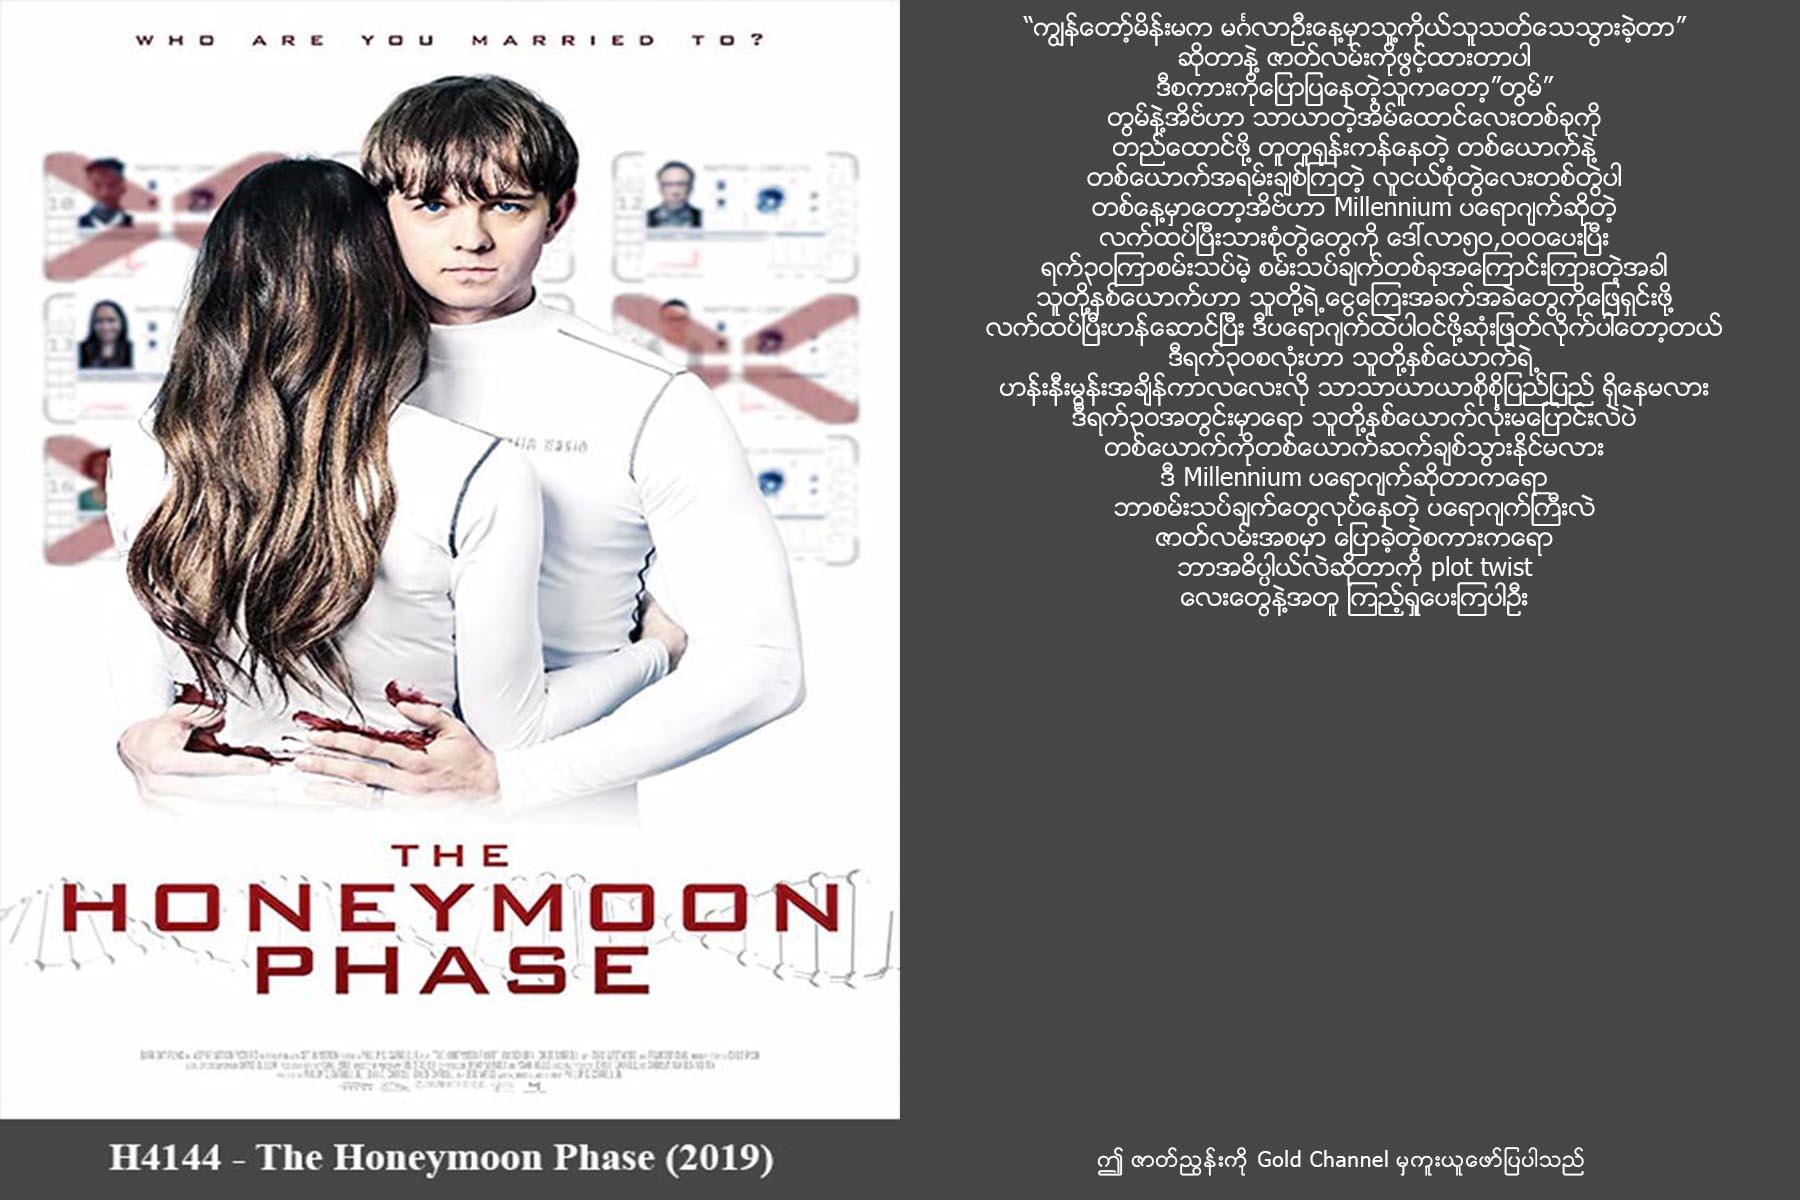 WHO ARE YOU MARRIED TO?
THE
HONEYMOON
PHASE
H4144 - The Honeymoon Phase (2019)
“ကျွန်တော့်မိန်းမက မင်္ဂလာဦးနေ့မှာသူ့ကိုယ်သူသတ်သေသွားခဲ့တာ”
ဆိုတာနဲ့ ဇာတ်လမ်းကိုဖွင့်ထားတာပါ
ဒီစကားကိုပြောပြနေတဲ့သူကတော့”တွမ်”
တွမ်နဲ့အိဗ်ဟာ သာယာတဲ့အိမ်ထောင်လေးတစ်ခုကို
တည်ထောင်ဖို့ တူတူရုန်းကန်နေတဲ့ တစ်ယောက်နဲ့
တစ်ယောက်အရမ်းချစ်ကြတဲ့ လူငယ်စုံတွဲလေးတစ်တွဲပါ
တစ်နေ့မှာတော့အိဗ်ဟာ Millennium ပရောဂျက်ဆိုတဲ့
လက်ထပ်ပြီးသားစုံတွဲတွေကို ဒေါ်လာ၅၀,၀၀၀ပေးပြီး
ရက်၃၀ကြာစမ်းသပ်မဲ့ စမ်းသပ်ချက်တစ်ခုအကြောင်းကြားတဲ့အခါ
သူတို့နှစ်ယောက်ဟာ သူတို့ရဲ့ငွေကြေးအခက်အခဲတွေကိုဖြေရှင်းဖို့
လက်ထပ်ပြီးဟန်ဆောင်ပြီး ဒီပရောဂျက်ထဲပါဝင်ဖို့ဆုံးဖြတ်လိုက်ပါတော့တယ်
ဒီရက်၃၀စလုံးဟာ သူတို့နှစ်ယောက်ရဲ့
ဟန်းနီးမွန်းအချိန်ကာလလေးလို သာသာယာယာစိုစိုပြည်ပြည် ရှိနေမလား
ဒီရက်၃၀အတွင်းမှာရော သူတို့နှစ်ယောက်လုံးမပြောင်းလဲပဲ
တစ်ယောက်ကိုတစ်ယောက်ဆက်ချစ်သွားနိုင်မလား
ဒီ Millennium ပရောဂျက်ဆိုတာကရော
ဘာစမ်းသပ်ချက်တွေလုပ်နေတဲ့ ပရောဂျက်ကြီးလဲ
ဇာတ်လမ်းအစမှာ ပြောခဲ့တဲ့စကားကရော
ဘာအဓိပ္ပါယ်လဲဆိုတာကို plot twist
လေးတွေနဲ့အတူ ကြည့်ရှုပေးကြပါဦး
ဤ ဇာတ်ညွှန်းကို Gold Channel မှကူးယူဖော်ပြပါသည်